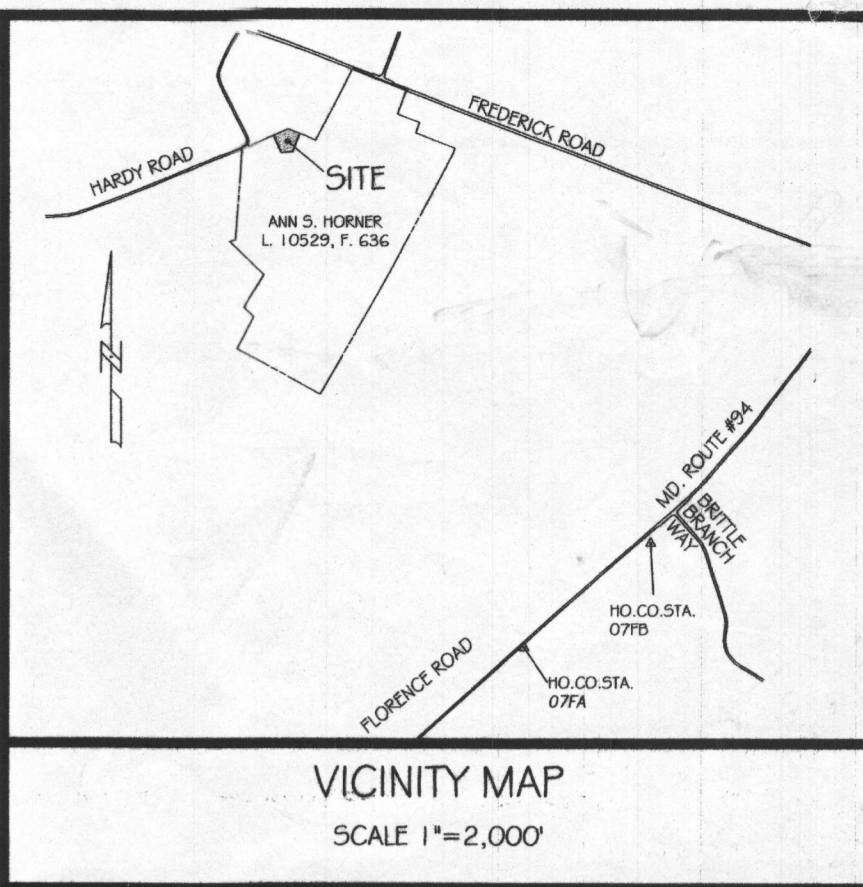 FREDERICK ROAD
HARDY ROAD
SITE
ANN S. HORNER
L. 10529, F. 636
N
MD. ROUTE #94
BRITTLE
BRANCH
WAY
HO.CO.STA.
07FB
FLORENCE ROAD
HO.CO.STA.
07FA
VICINITY MAP
SCALE 1"=2,000'